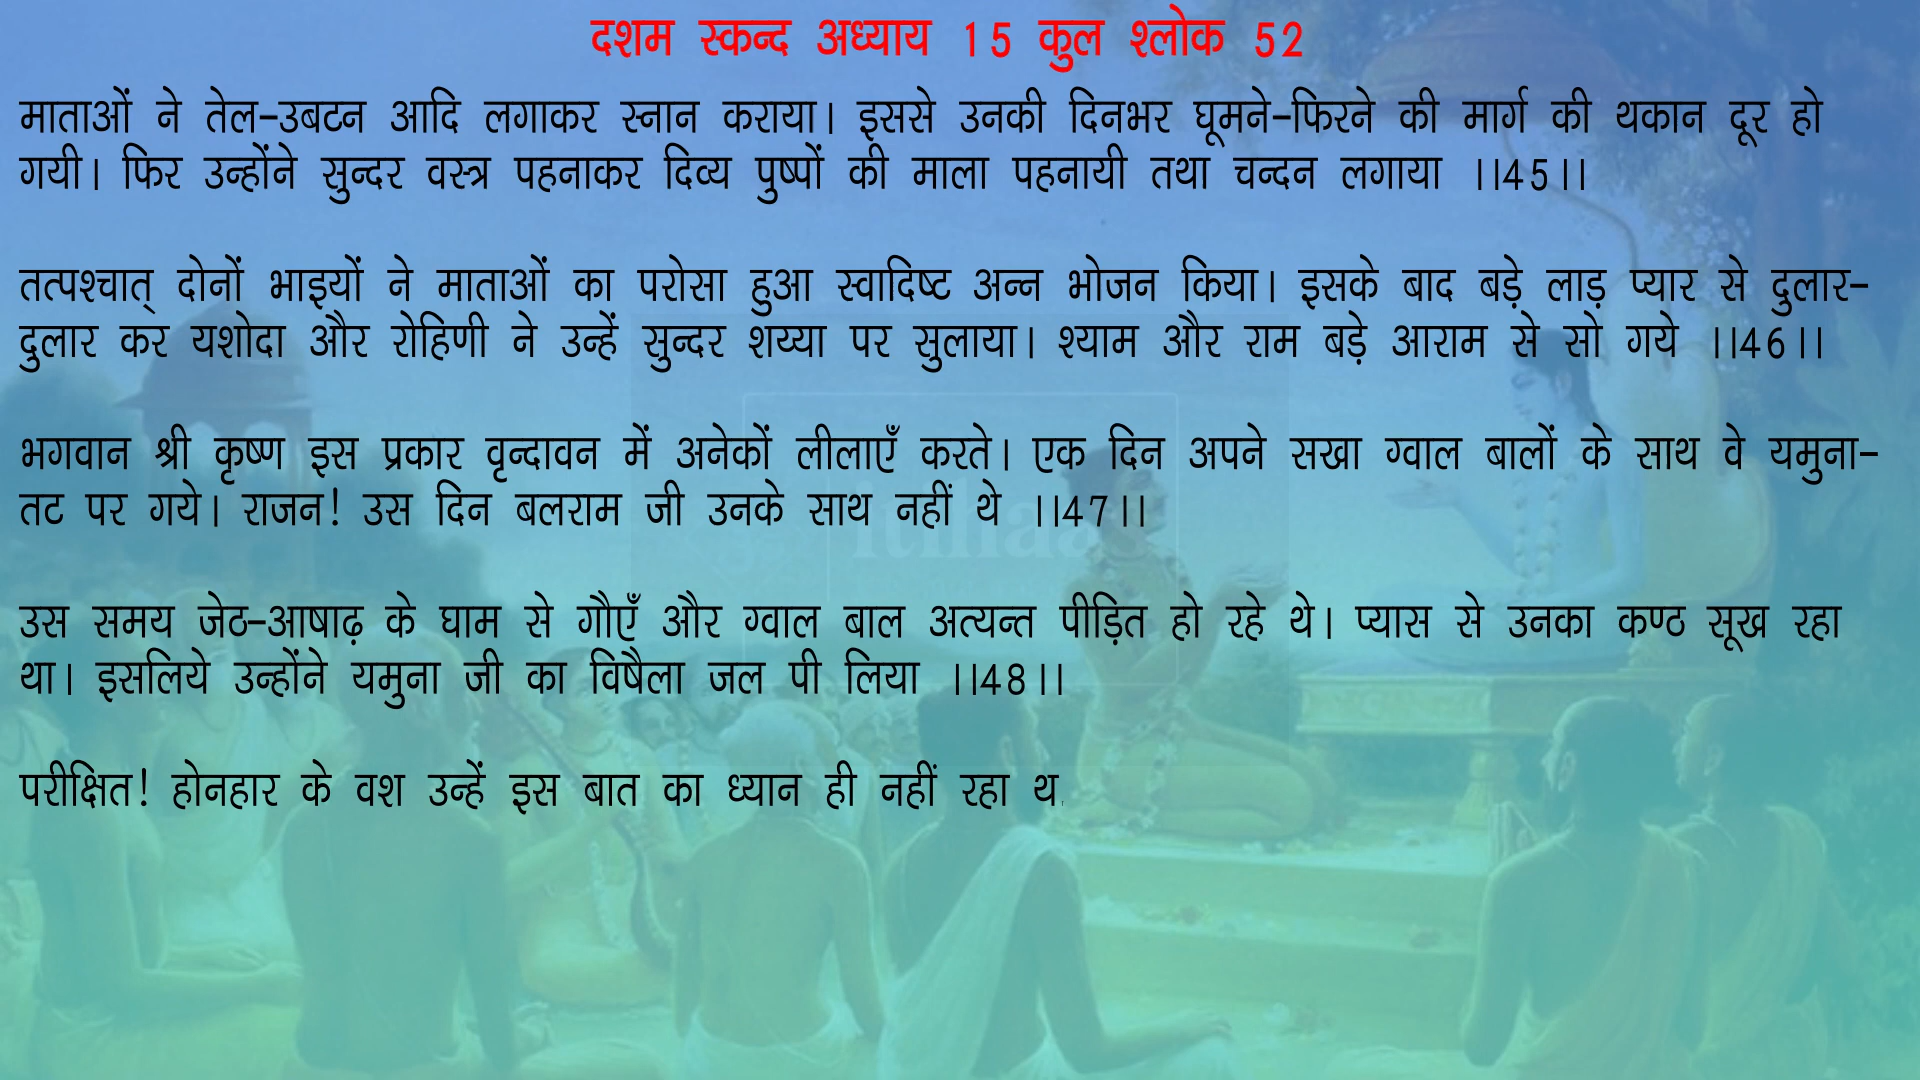 दशम स्कन्द अध्याय 15 कुल श्लोक 52
माताओं ने तेल-उबटन आदि लगाकर स्नान कराया। इससे उनकी दिनभर घूमने-फिरने की मार्ग की थकान दूर हो
गयी। फिर उन्होंने सुन्दर वस्त्र पहनाकर दिव्य पुष्पों की माला पहनायी तथा चन्दन लगाया ।।45।।
तत्पश्चात् दोनों भाइयों ने माताओं का परोसा हुआ स्वादिष्ट अन्न भोजन किया। इसके बाद बड़े लाड़ प्यार से दुलार-
दुलार कर यशोदा और रोहिणी ने उन्हें सुन्दर शय्या पर सुलाया। श्याम और राम बड़े आराम से सो गये ।।46।।
भगवान श्री कृष्ण इस प्रकार वृन्दावन में अनेकों लीलाएँ करते। एक दिन अपने सखा ग्वाल बालों के साथ वे यमुना-
तट पर गये। राजन! उस दिन बलराम जी उनके साथ नहीं थे ।।47।।
उस समय जेठ-आषाढ़ के घाम से गौएँ और ग्वाल बाल अत्यन्त पीड़ित हो रहे थे। प्यास से उनका कण्ठ सूख रहा
था। इसलिये उन्होंने यमुना जी का विषैला जल पी लिया ।।48।।
परीक्षित! होनहार के वश उन्हें इस बात का ध्यान ही नहीं रहा थ